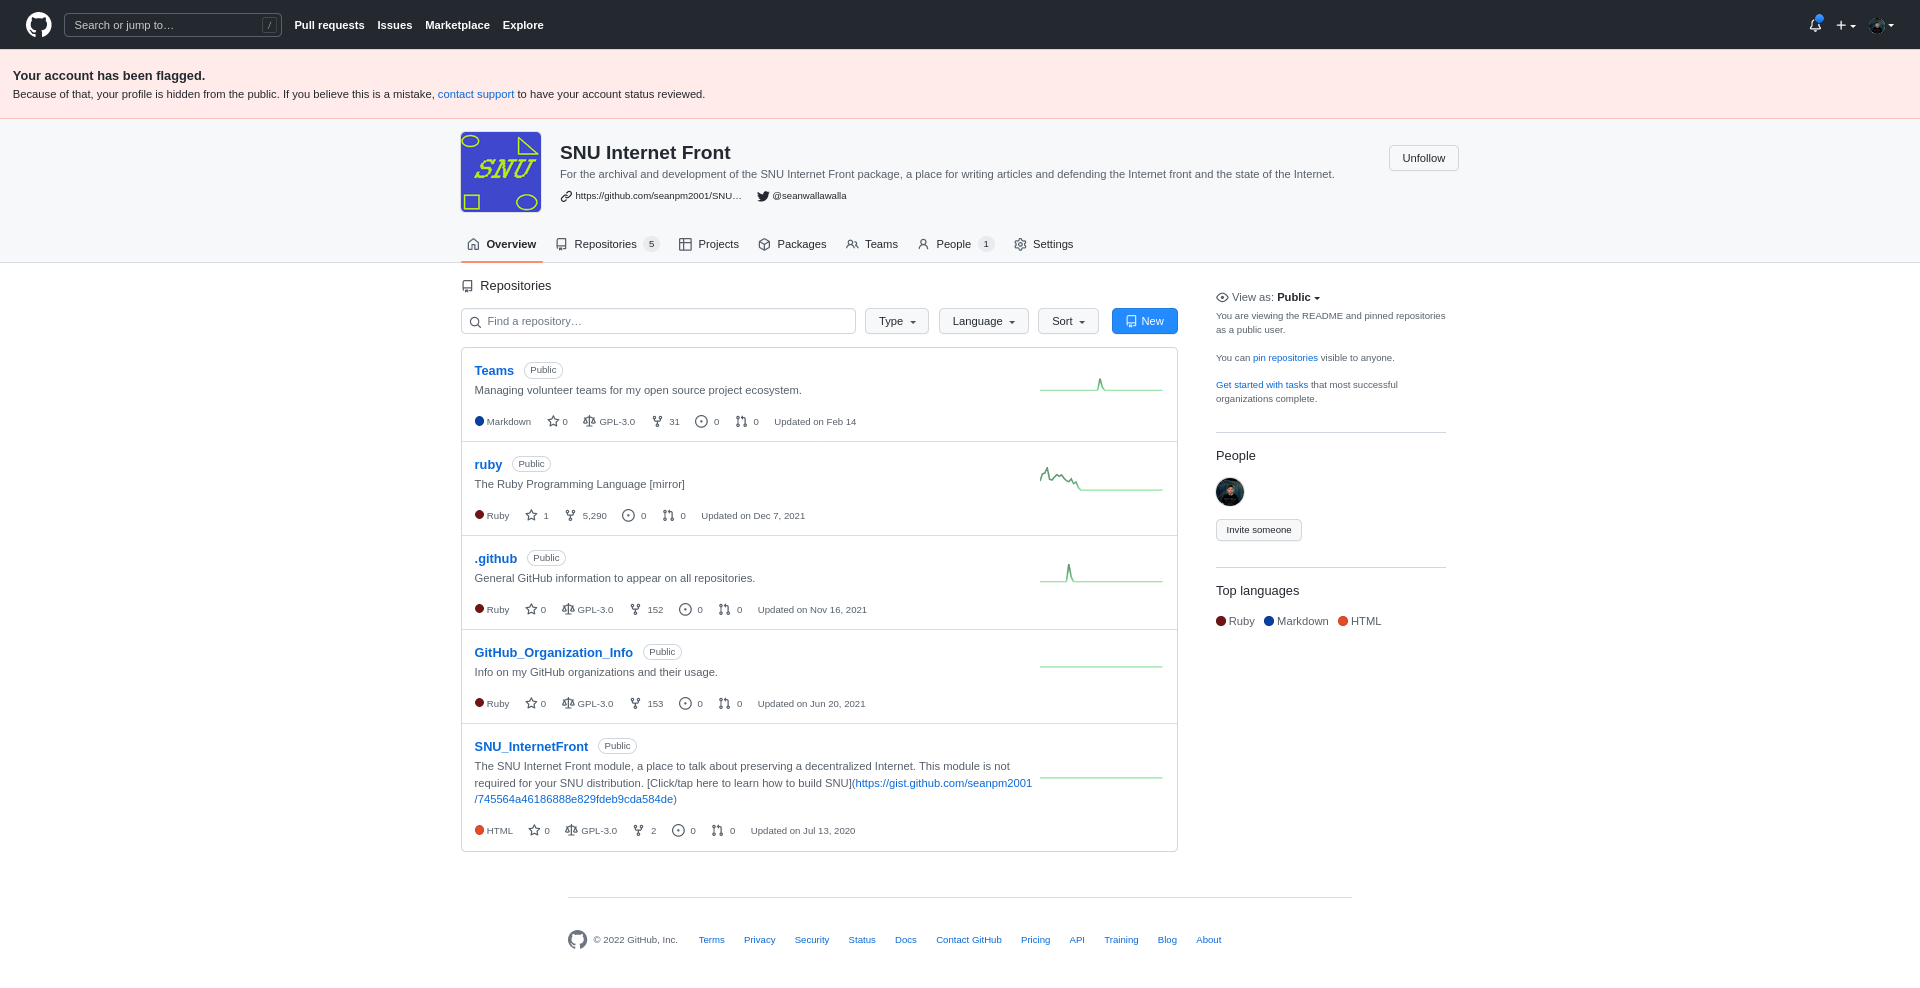 Search or jump to… /
Pull requests Issues Marketplace Explore
Your account has been flagged.
Because of that, your profile is hidden from the public. If you believe this is a mistake, contact support to have your account status reviewed.
SNU
SNU Internet Front
For the archival and development of the SNU Internet Front package, a place for writing articles and defending the Internet front and the state of the Internet.
https://github.com/seanpm2001/SNU… @seanwallawalla
Unfollow
Overview Repositories 5 Projects Packages Teams People 1 Settings
Repositories
Find a repository…
Type Language Sort New
Teams Public
Managing volunteer teams for my open source project ecosystem.
Markdown 0 GPL-3.0 31 0 0 Updated on Feb 14
ruby Public
The Ruby Programming Language [mirror]
Ruby 1 5,290 0 0 Updated on Dec 7, 2021
.github Public
General GitHub information to appear on all repositories.
Ruby 0 GPL-3.0 152 0 0 Updated on Nov 16, 2021
GitHub_Organization_Info Public
Info on my GitHub organizations and their usage.
Ruby 0 GPL-3.0 153 0 0 Updated on Jun 20, 2021
SNU_InternetFront Public
The SNU Internet Front module, a place to talk about preserving a decentralized Internet. This module is not
required for your SNU distribution. [Click/tap here to learn how to build SNU](https://gist.github.com/seanpm2001
/745564a46186888e829fdeb9cda584de)
HTML 0 GPL-3.0 2 0 0 Updated on Jul 13, 2020
View as: Public
You are viewing the README and pinned repositories
as a public user.
You can pin repositories visible to anyone.
Get started with tasks that most successful
organizations complete.
People
Invite someone
Top languages
Ruby Markdown HTML
© 2022 GitHub, Inc. Terms Privacy Security Status Docs Contact GitHub Pricing API Training Blog About